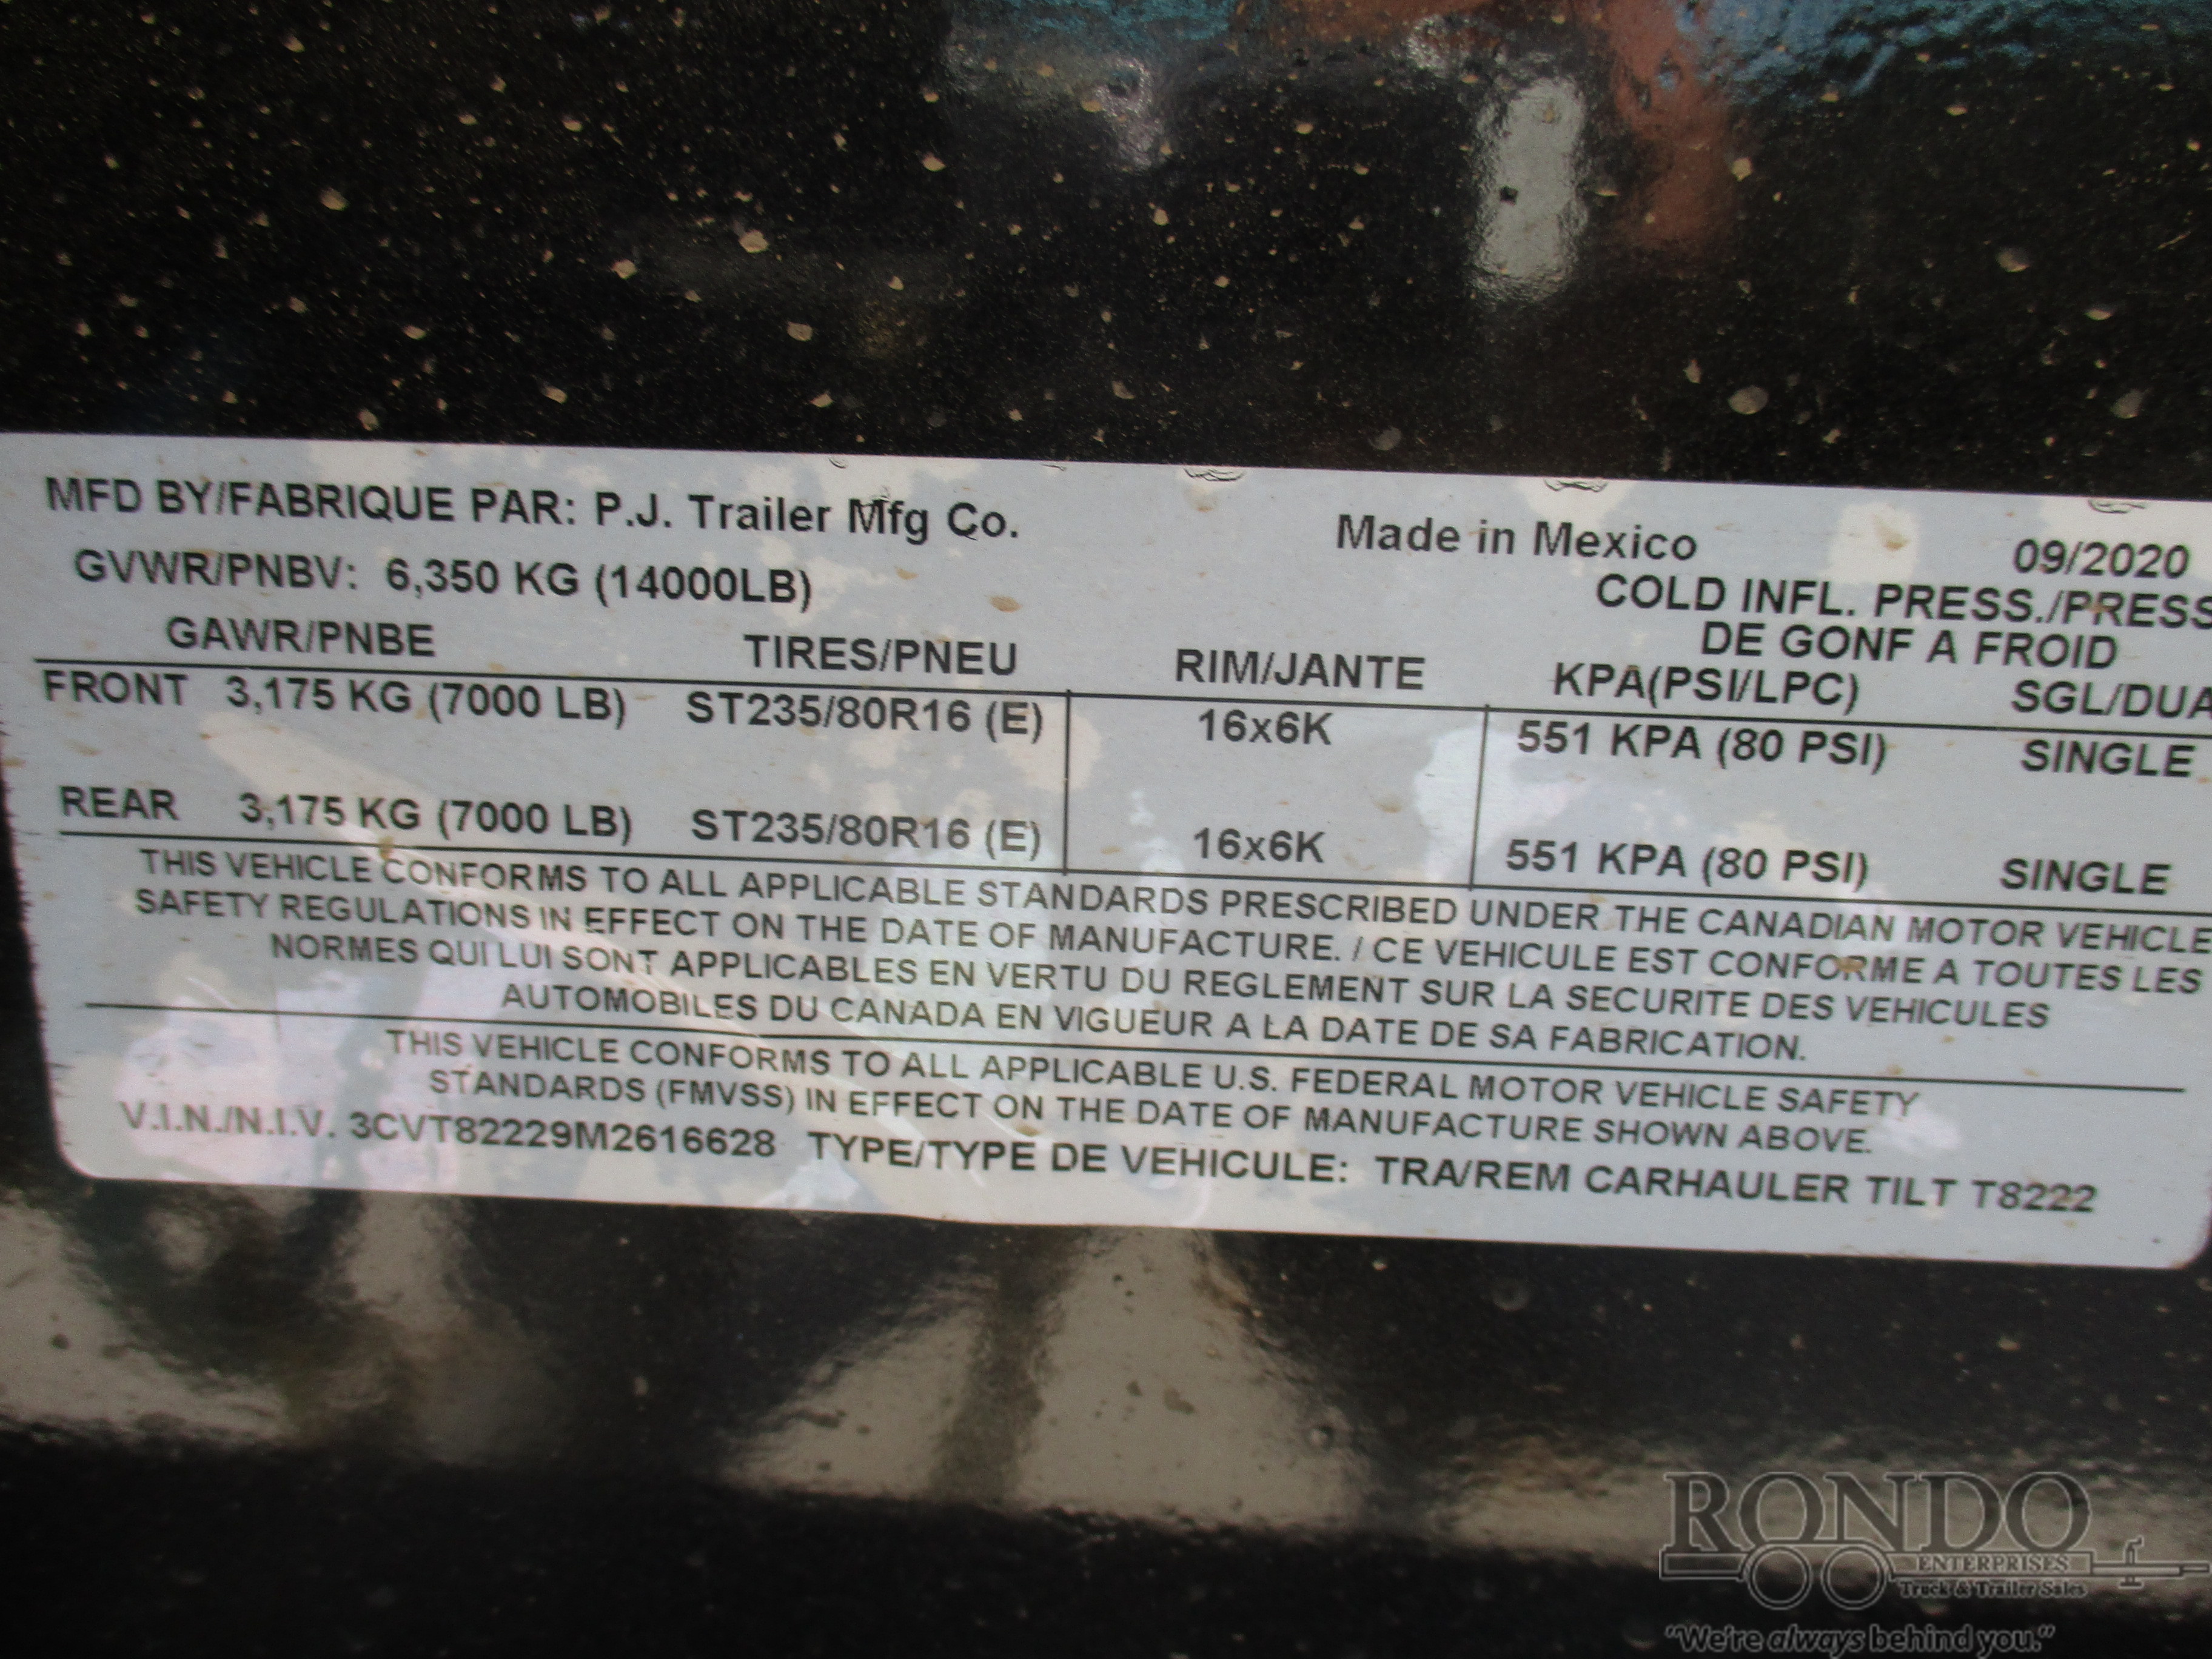 MFD BY/FABRIQUE PAR: P.J. Trailer Mfg Co. Made in Mexico 09/2020
GVWR/PNBV: 6,350 KG (14000LB) COLD INFL. PRESS./PRESS
DE GONF A FROID
GAWR/PNBE TIRES/PNEU RIM/JANTE KPA(PSI/LPC) SGL/DUA
FRONT 3,175 KG (7000 LB) ST235/80R16 (E) 16x6K 551 KPA (80 PSI) SINGLE
REAR 3,175 KG (7000 LB) ST235/80R16 (E) 16x6K 551 KPA (80 PSI) SINGLE
THIS VEHICLE CONFORMS TO ALL APPLICABLE STANDARDS PRESCRIBED UNDER THE CANADIAN MOTOR VEHICLE
SAFETY REGULATIONS IN EFFECT ON THE DATE OF MANUFACTURE. / CE VEHICULE EST CONFORME A TOUTES LES
NORMES QUI LUI SONT APPLICABLES EN VERTU DU REGLEMENT SUR LA SECURITE DES VEHICULES
AUTOMOBILES DU CANADA EN VIGUEUR A LA DATE DE SA FABRICATION.
THIS VEHICLE CONFORMS TO ALL APPLICABLE U.S. FEDERAL MOTOR VEHICLE SAFETY
STANDARDS (FMVSS) IN EFFECT ON THE DATE OF MANUFACTURE SHOWN ABOVE.
V.I.N./N.I.V. 3CVT82229M2616628 TYPE/TYPE DE VEHICULE: TRA/REM CARHAULER TILT T8222
RONDO
ENTERPRISES
Truck & Trailer Sales
"We're always behind you."